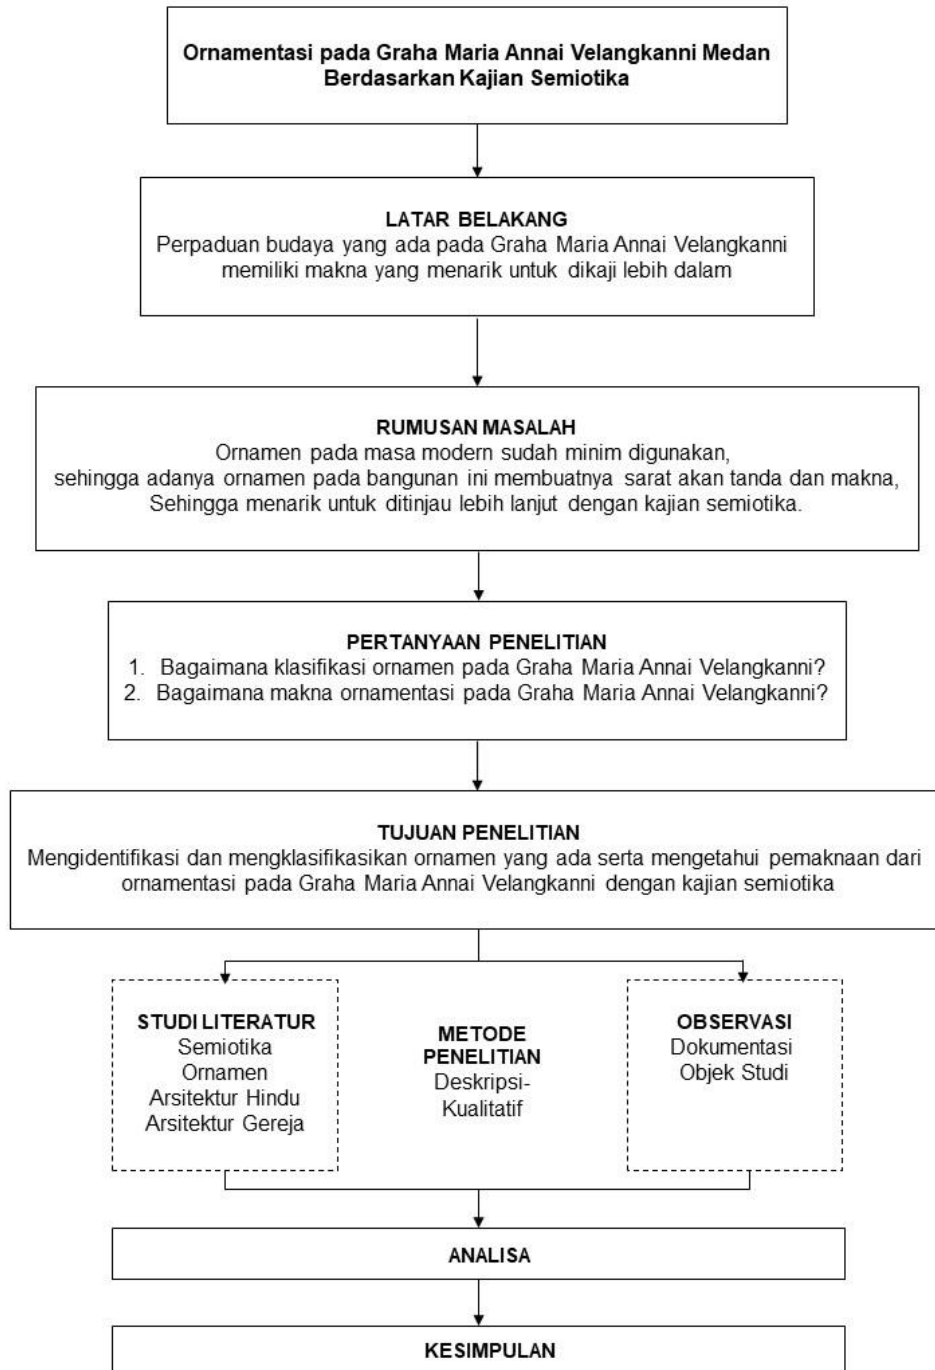 Ornamentasi pada Graha Maria Annai Velangkanni Medan
Berdasarkan Kajian Semiotika
LATAR BELAKANG
Perpaduan budaya yang ada pada Graha Maria Annai Velangkanni
memiliki makna yang menarik untuk dikaji lebih dalam
RUMUSAN MASALAH
Ornamen pada masa modern sudah minim digunakan,
sehingga adanya ornamen pada bangunan ini membuatnya sarat akan tanda dan makna,
Sehingga menarik untuk ditinjau lebih lanjut dengan kajian semiotika.
PERTANYAAN PENELITIAN
1. Bagaimana klasifikasi ornamen pada Graha Maria Annai Velangkanni?
2. Bagaimana makna ornamentasi pada Graha Maria Annai Velangkanni?
TUJUAN PENELITIAN
Mengidentifikasi dan mengklasifikasikan ornamen yang ada serta mengetahui pemaknaan dari
ornamentasi pada Graha Maria Annai Velangkanni dengan kajian semiotika
STUDI LITERATUR
Semiotika
Ornamen
Arsitektur Hindu
Arsitektur Gereja
METODE
PENELITIAN
Deskripsi-
Kualitatif
OBSERVASI
Dokumentasi
Objek Studi
ANALISA
KESIMPULAN